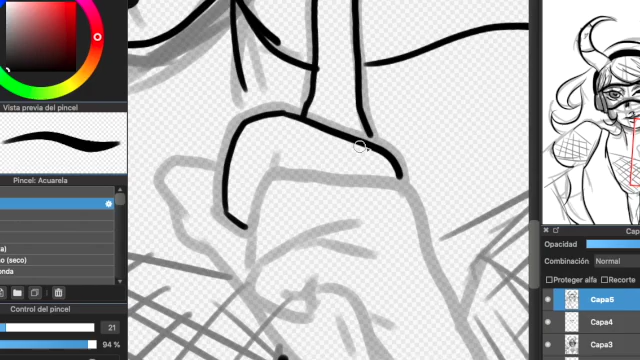 Vista previa del pincel
Pincel: Acuarela
a)
o (seco)
onda
Control del pincel
21
94 %
Cap
Opacidad
Combinación Normal
Proteger alfa Recorte
Capa5
Capa4
Capa3